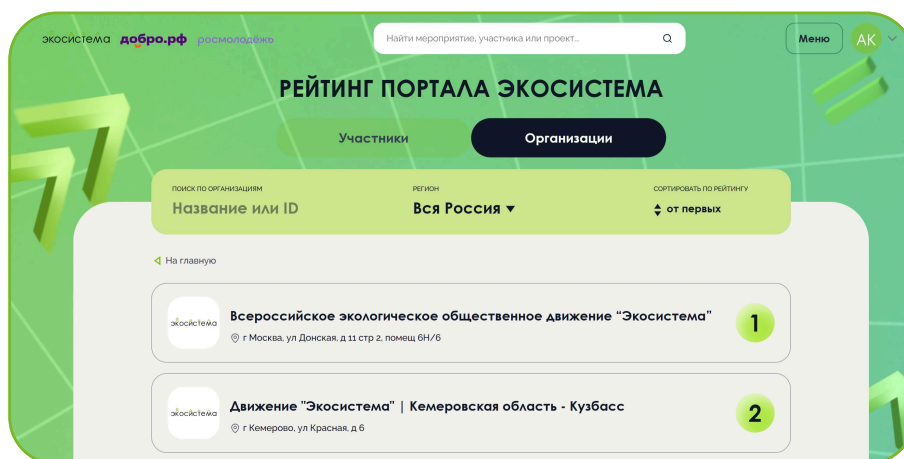 экосистема добро.рф росмолодёжь
Найти мероприятие, участника или проект...
Меню
АК
РЕЙТИНГ ПОРТАЛА ЭКОСИСТЕМА
Участники
Организации
ПОИСК ПО ОРГАНИЗАЦИЯМ
Название или ID
РЕГИОН
Вся Россия
СОРТИРОВАТЬ ПО РЕЙТИНГУ
от первых
На главную
экосистема
Всероссийское экологическое общественное движение “Экосистема”
г Москва, ул Донская, д 11 стр 2, помещ 6Н/6
1
экосистема
Движение "Экосистема" | Кемеровская область - Кузбасс
г Кемерово, ул Красная, д 6
2